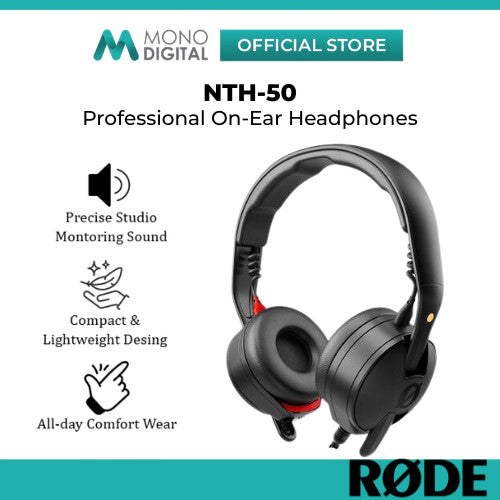 MONO
DIGITAL
OFFICIAL STORE
NTH-50
Professional On-Ear Headphones
Precise Studio
Montoring Sound
Compact &
Lightweight Desing
All-day Comfort Wear
RØDE